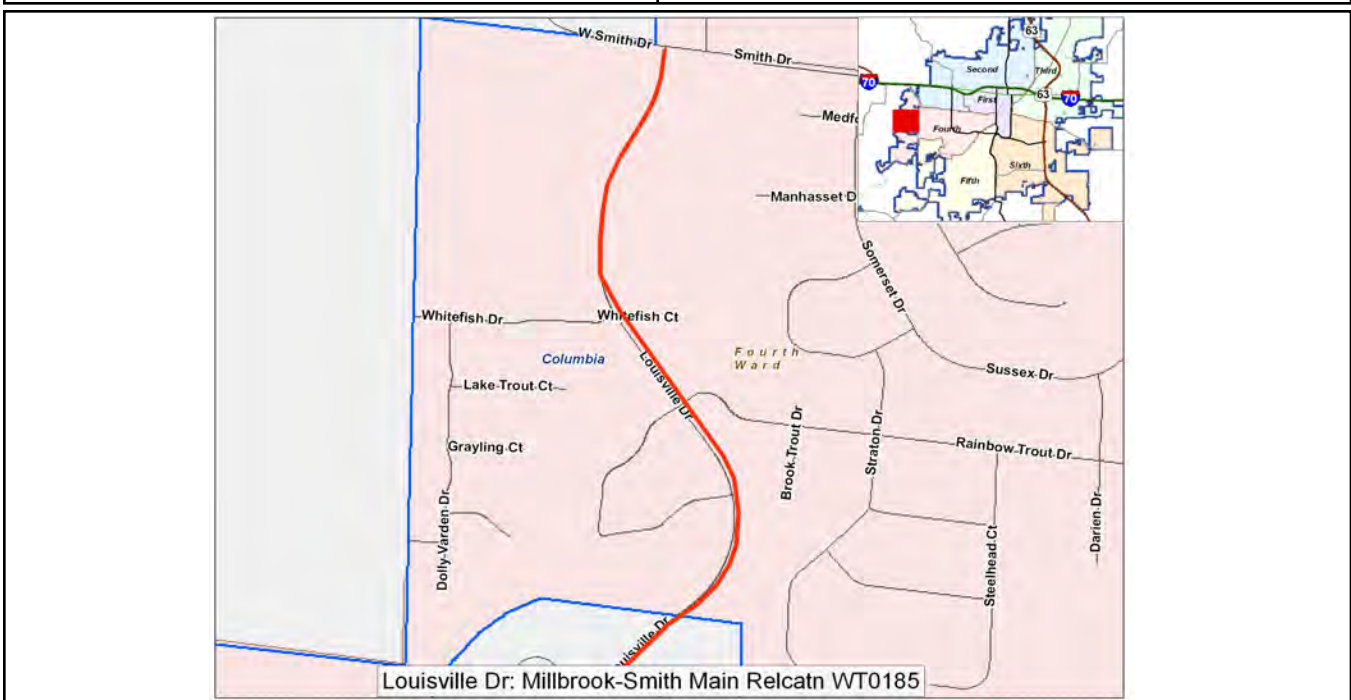 W Smith Dr
Smith Dr
63
Second
Third
70
63
70
First
Medf
Fourth
Sixth
Fifth
Manhasset D
Somerset Dr
Whitefish Dr
Whitefish Ct
Columbia
Fourth
Ward
Louisville Dr
Sussex Dr
Lake Trout Ct
Brook Trout Dr
Straton Dr
Rainbow Trout Dr
Grayling Ct
Dolly Varden Dr
Steelhead Ct
Darien Dr
ouisville Dr
Louisville Dr: Millbrook-Smith Main Relcatn WT0185